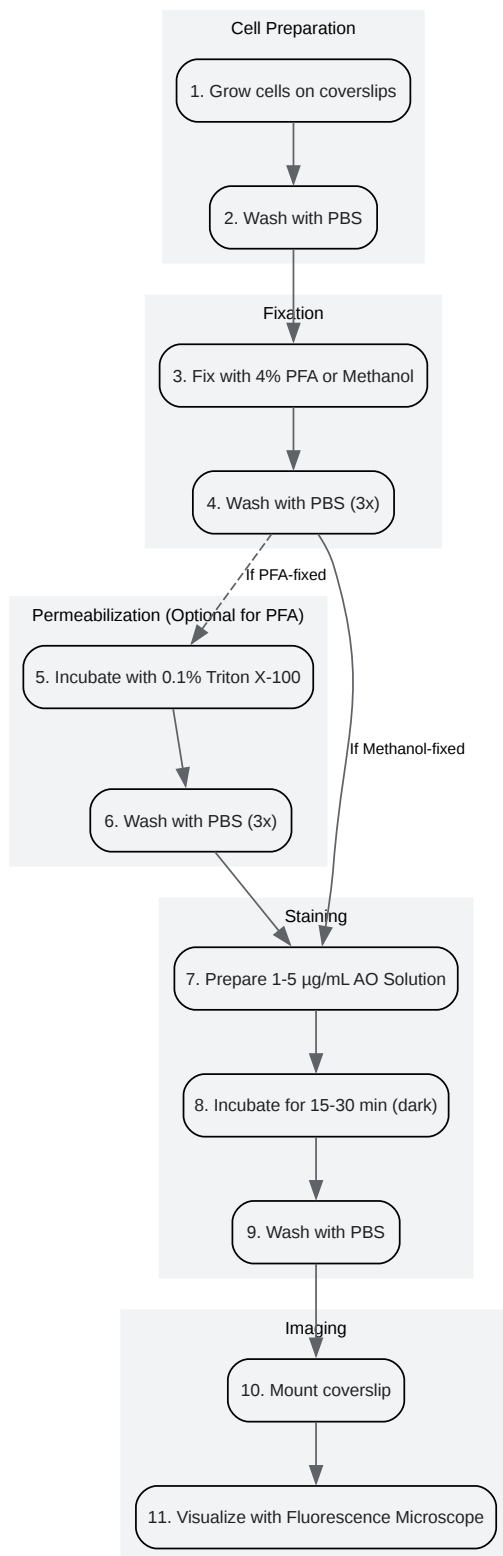 Cell Preparation
1. Grow cells on coverslips
2. Wash with PBS
Fixation
3. Fix with 4% PFA or Methanol
4. Wash with PBS (3x)
If PFA-fixed
Permeabilization (Optional for PFA)
5. Incubate with 0.1% Triton X-100
If Methanol-fixed
6. Wash with PBS (3x)
Staining
7. Prepare 1-5 µg/mL AO Solution
8. Incubate for 15-30 min (dark)
9. Wash with PBS
Imaging
10. Mount coverslip
11. Visualize with Fluorescence Microscope